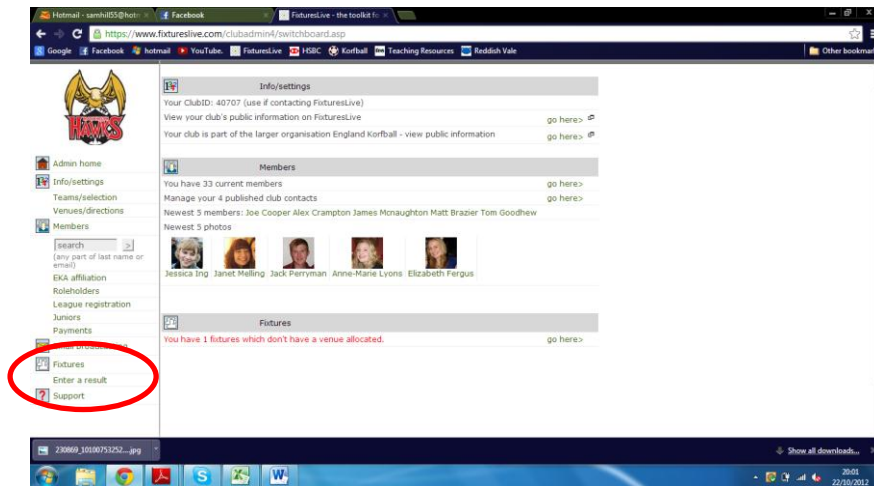 Hotmail - samhill55@hotm
Facebook
FixturesLive - the toolkit fo
https://www.fixtureslive.com/clubadmin4/switchboard.asp
Google Facebook hotmail YouTube. FixturesLive HSBC Korfball Teaching Resources Reddish Vale
Other bookmar
HAWKS
Admin home
Info/settings
Teams/selection
Venues/directions
Members
search >
(any part of last name or
email)
EKA affiliation
Roleholders
League registration
Juniors
Payments
Fixtures
Enter a result
Support
Info/settings
Your ClubID: 40707 (use if contacting FixturesLive)
View your club's public information on FixturesLive go here>
Your club is part of the larger organisation England Korfball - view public information go here>
Members
You have 33 current members go here>
Manage your 4 published club contacts go here>
Newest 5 members: Joe Cooper Alex Crampton James Mcnaughton Matt Brazier Tom Goodhew
Newest 5 photos
Jessica Ing Janet Melling Jack Perryman Anne-Marie Lyons Elizabeth Fergus
Fixtures
You have 1 fixtures which don't have a venue allocated. go here>
230869_10100753252....jpg
Show all downloads...
20:01
22/10/2012